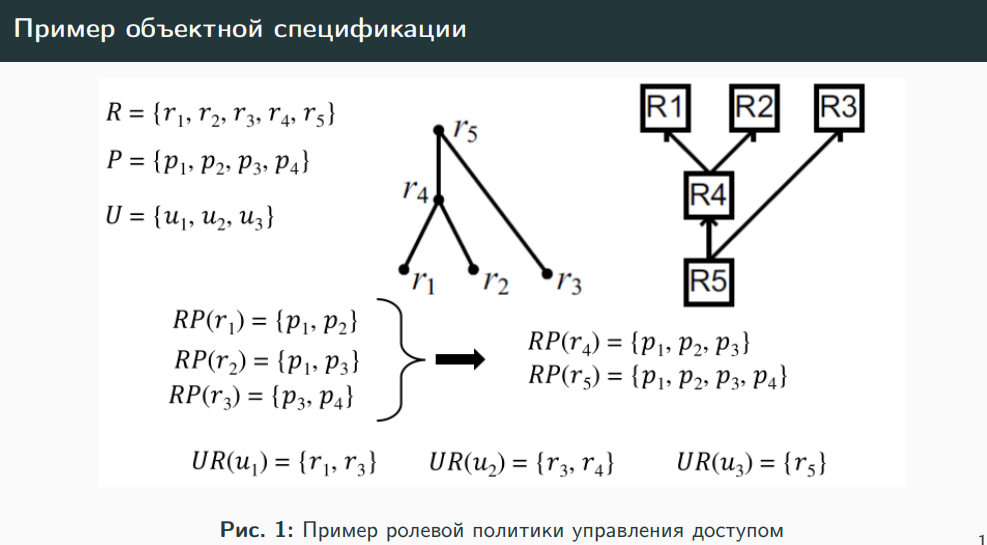 Пример объектной спецификации
R = {r₁, r₂, r₃, r₄, r₅}
P = {p₁, p₂, p₃, p₄}
U = {u₁, u₂, u₃}
r₅
r₄
r₁ r₂ r₃
R1 R2 R3
R4
R5
RP(r₁) = {p₁, p₂}
RP(r₂) = {p₁, p₃}
RP(r₃) = {p₃, p₄}
RP(r₄) = {p₁, p₂, p₃}
RP(r₅) = {p₁, p₂, p₃, p₄}
UR(u₁) = {r₁, r₃} UR(u₂) = {r₃, r₄} UR(u₃) = {r₅}
Рис. 1: Пример ролевой политики управления доступом
1